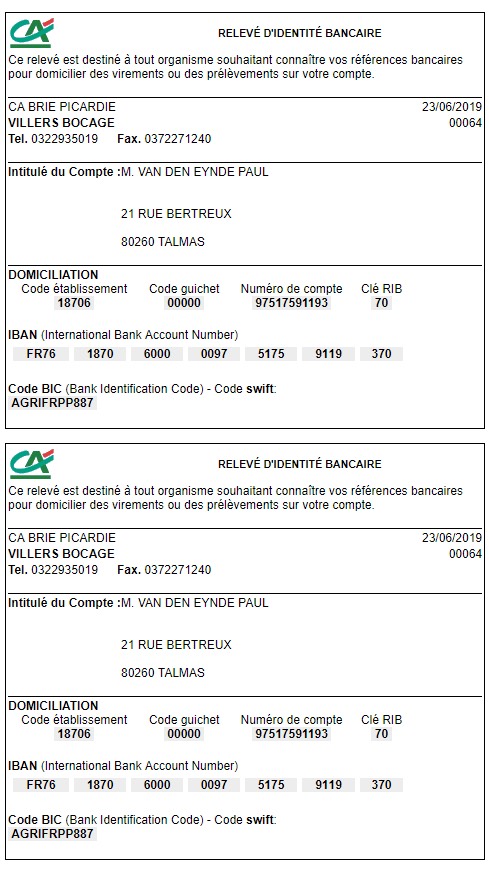 CA
RELEVÉ D'IDENTITÉ BANCAIRE
Ce relevé est destiné à tout organisme souhaitant connaître vos références bancaires
pour domicilier des virements ou des prélèvements sur votre compte.
CA BRIE PICARDIE 23/06/2019
VILLERS BOCAGE 00064
Tel. 0322935019 Fax. 0372271240
Intitulé du Compte :M. VAN DEN EYNDE PAUL
21 RUE BERTREUX
80260 TALMAS
DOMICILIATION
Code établissement Code guichet Numéro de compte Clé RIB
18706 00000 97517591193 70
IBAN (International Bank Account Number)
FR76 1870 6000 0097 5175 9119 370
Code BIC (Bank Identification Code) - Code swift:
AGRIFRPP887
CA
RELEVÉ D'IDENTITÉ BANCAIRE
Ce relevé est destiné à tout organisme souhaitant connaître vos références bancaires
pour domicilier des virements ou des prélèvements sur votre compte.
CA BRIE PICARDIE 23/06/2019
VILLERS BOCAGE 00064
Tel. 0322935019 Fax. 0372271240
Intitulé du Compte :M. VAN DEN EYNDE PAUL
21 RUE BERTREUX
80260 TALMAS
DOMICILIATION
Code établissement Code guichet Numéro de compte Clé RIB
18706 00000 97517591193 70
IBAN (International Bank Account Number)
FR76 1870 6000 0097 5175 9119 370
Code BIC (Bank Identification Code) - Code swift:
AGRIFRPP887